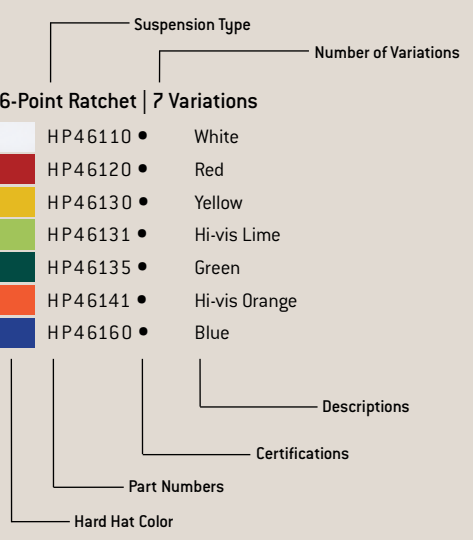 Suspension Type
Number of Variations
6-Point Ratchet | 7 Variations
HP46110 • White
HP46120 • Red
HP46130 • Yellow
HP46131 • Hi-vis Lime
HP46135 • Green
HP46141 • Hi-vis Orange
HP46160 • Blue
Descriptions
Certifications
Part Numbers
Hard Hat Color